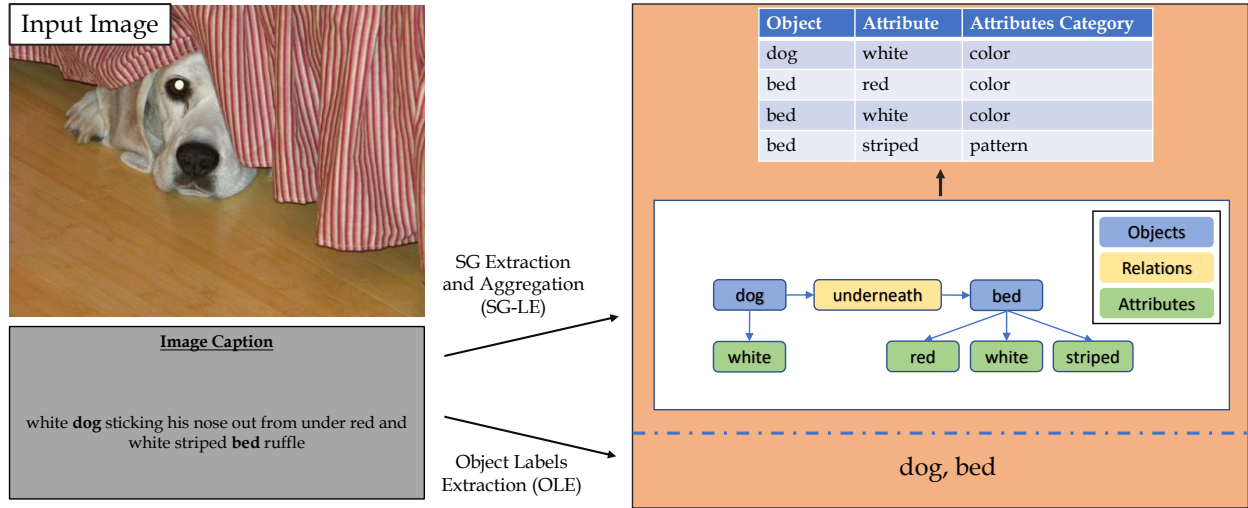 Input Image
Image Caption
white dog sticking his nose out from under red and
white striped bed ruffle
SG Extraction
and Aggregation
(SG-LE)
Object Labels
Extraction (OLE)
Object Attribute Attributes Category
dog white color
bed red color
bed white color
bed striped pattern
Objects
Relations
Attributes
dog underneath bed
white red white striped
dog, bed